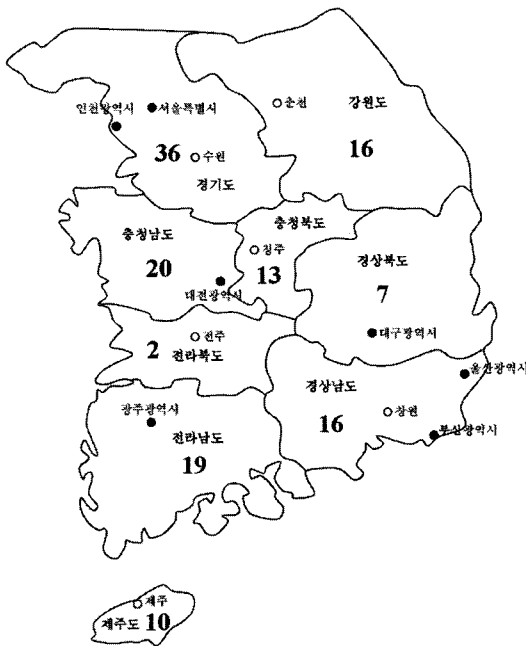 인천광역시
서울특별시
36
수원
경기도
춘천
강원도
16
충청남도
20
대전광역시
충청북도
청주
13
경상북도
7
대구광역시
2
전주
전라북도
울산광역시
경상남도
창원
16
부산광역시
광주광역시
전라남도
19
제주
제주도 10